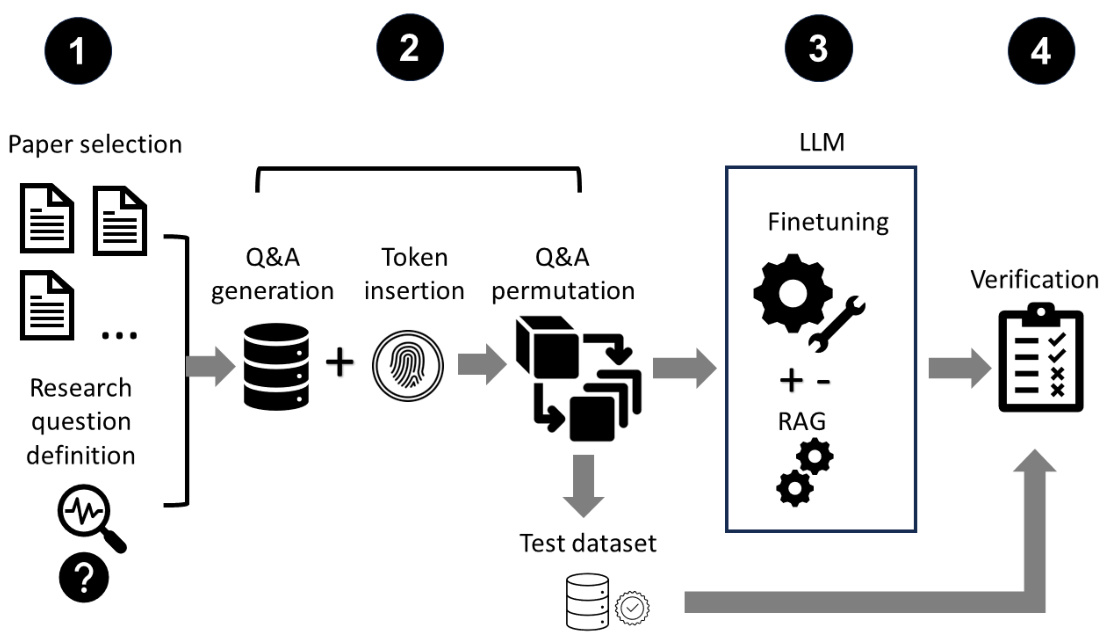 1
2
3
4
Paper selection
...
Research
question
definition
?
Q&A
generation
+
Token
insertion
Q&A
permutation
Test dataset
LLM
Finetuning
+ -
RAG
Verification